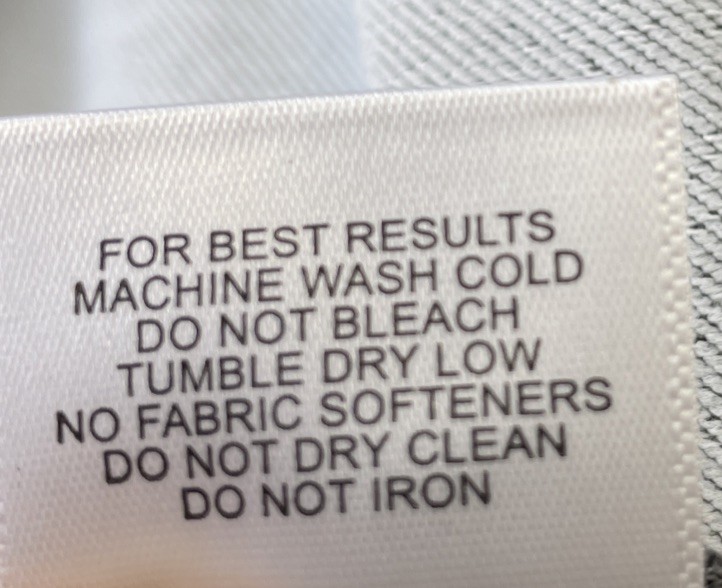 FOR BEST RESULTS
MACHINE WASH COLD
DO NOT BLEACH
TUMBLE DRY LOW
NO FABRIC SOFTENERS
DO NOT DRY CLEAN
DO NOT IRON